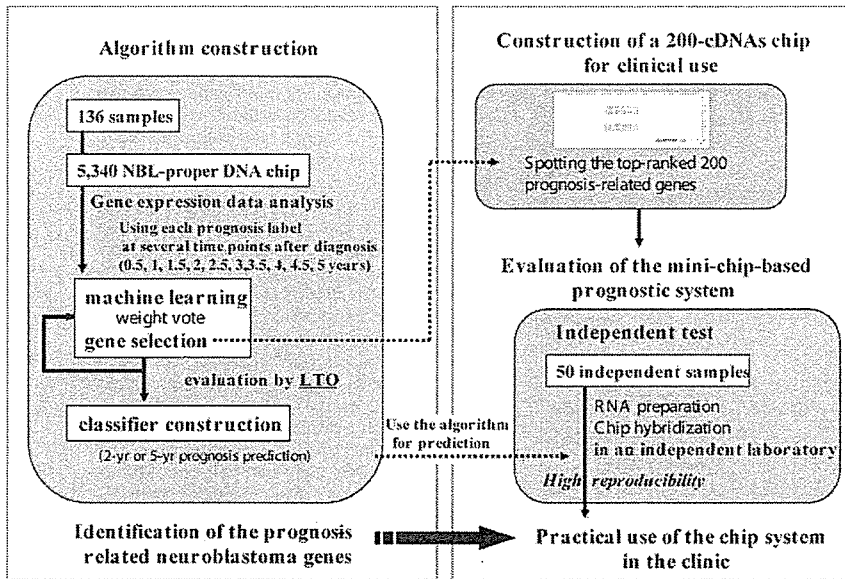 Algorithm construction
136 samples
5,340 NBL-proper DNA chip
Gene expression data analysis
Using each prognosis label
at several time points after diagnosis
(0.5, 1, 1.5, 2, 2.5, 3,3.5, 4, 4.5, 5 years)
machine learning
weight vote
gene selection
evaluation by LTO
classifier construction
(2-yr or 5-yr prognosis prediction)
Identification of the prognosis
related neuroblastoma genes
Use the algorithm
for prediction
Construction of a 200-cDNAs chip
for clinical use
Spotting the top-ranked 200
prognosis-related genes
Evaluation of the mini-chip-based
prognostic system
Independent test
50 independent samples
RNA preparation
Chip hybridization
in an independent laboratory
High reproducibility
Practical use of the chip system
in the clinic